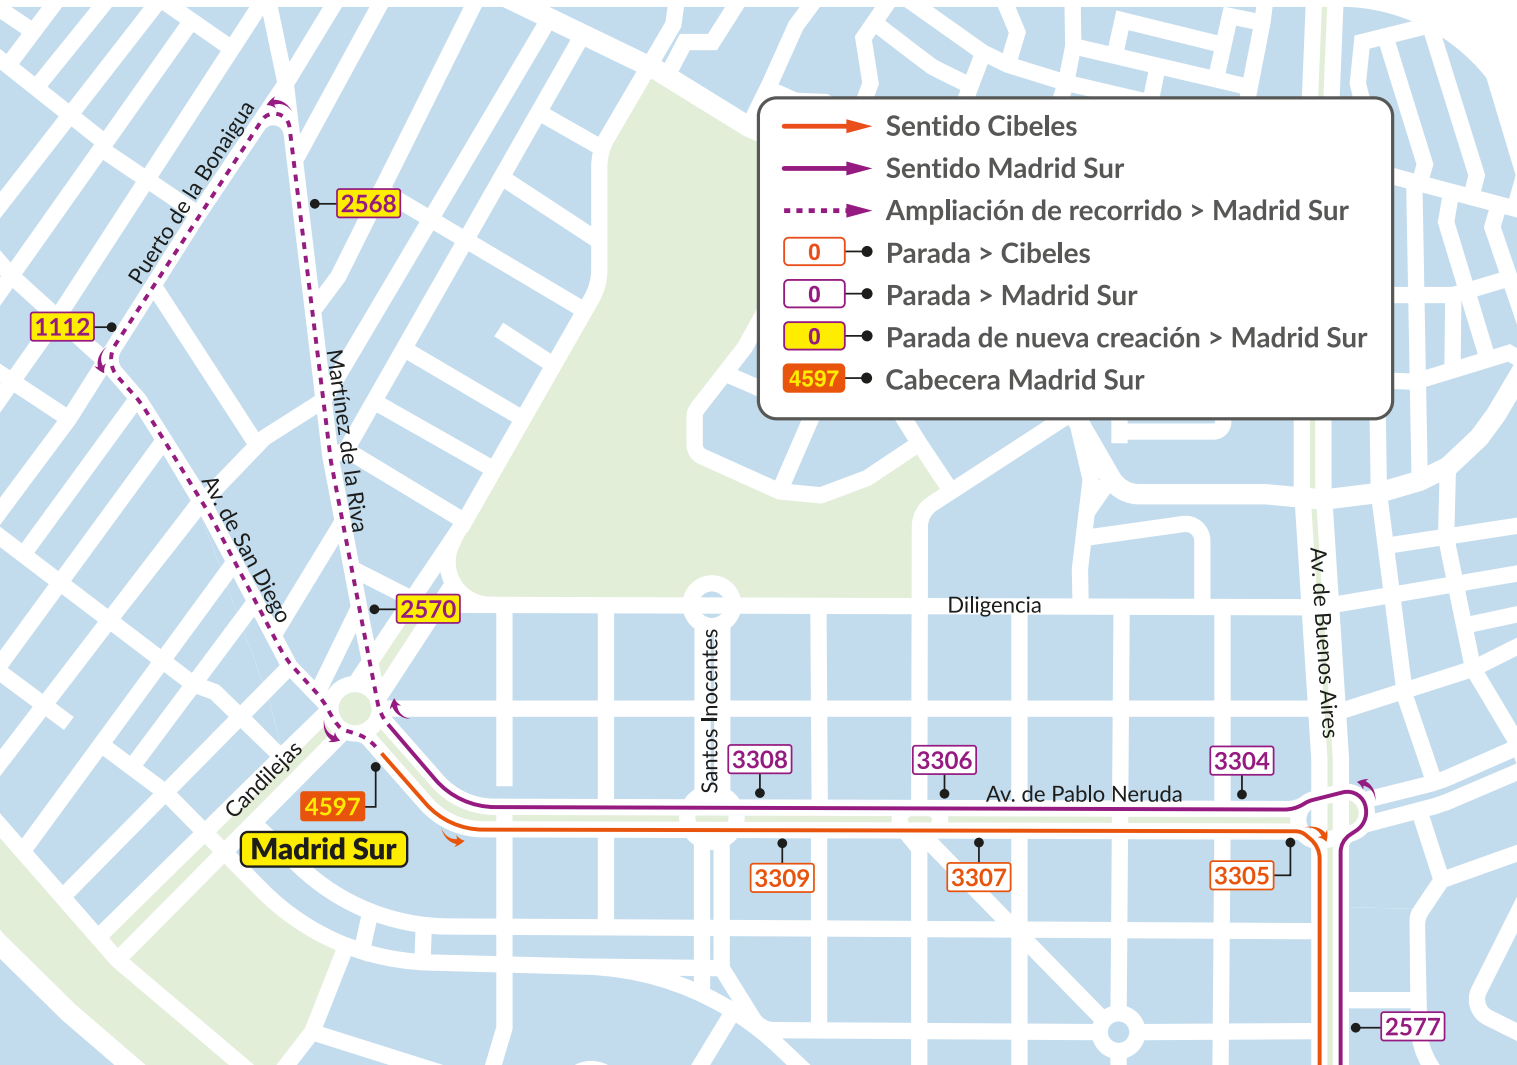 Sentido Cibeles
Sentido Madrid Sur
Ampliación de recorrido > Madrid Sur
0 Parada > Cibeles
0 Parada > Madrid Sur
0 Parada de nueva creación > Madrid Sur
4597 Cabecera Madrid Sur
Puerto de la Bonaigua
2568
1112
Martínez de la Riva
Av. de San Diego
2570
Diligencia
Av. de Buenos Aires
Santos Inocentes
Candilejas
3308
3306
3304
Av. de Pablo Neruda
4597
Madrid Sur
3309
3307
3305
2577